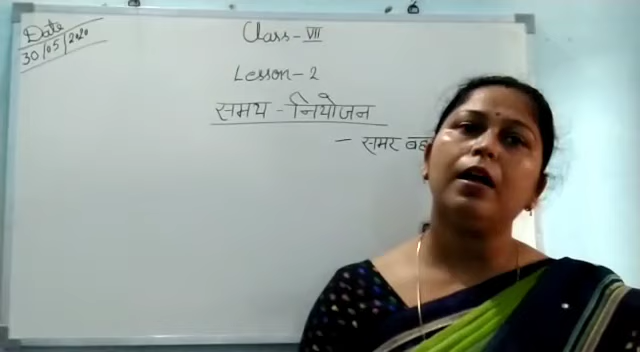 Date
30/05/2020
Class - VII
Lesson - 2
समय - नियोजन
- समर